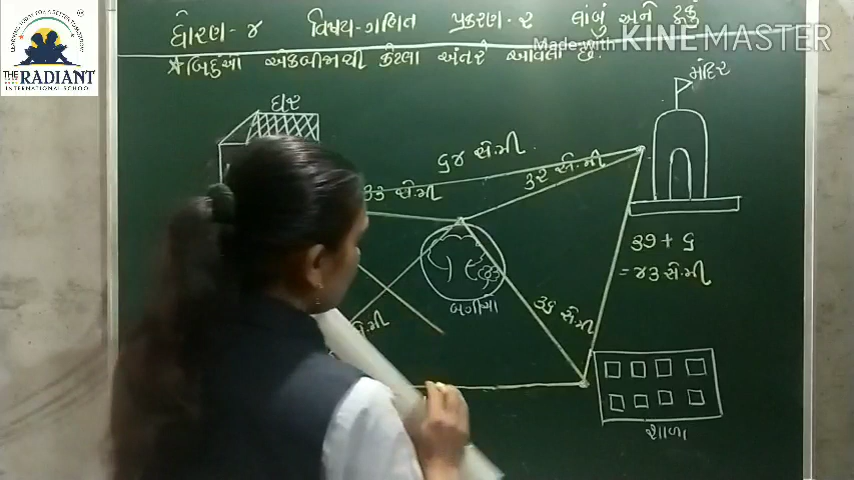 THE RADIANT
INTERNATIONAL SCHOOL
Made with KINEMASTER
ધોરણ-૪ વિષય-ગણિત પ્રકરણ-૨ લાંબું અને ટૂંકું
★ બિંદુઓ એકબીજાથી કેટલા અંતરે આવેલા છે.
ઘર
મંદિર
૬૪ સે.મી
૩૩ સે.મી
૩૨ સે.મી
૩૭ + ૬
= ૪૩ સે.મી
બગીચા
૩૬ સે.મી
સે.મી
શાળા